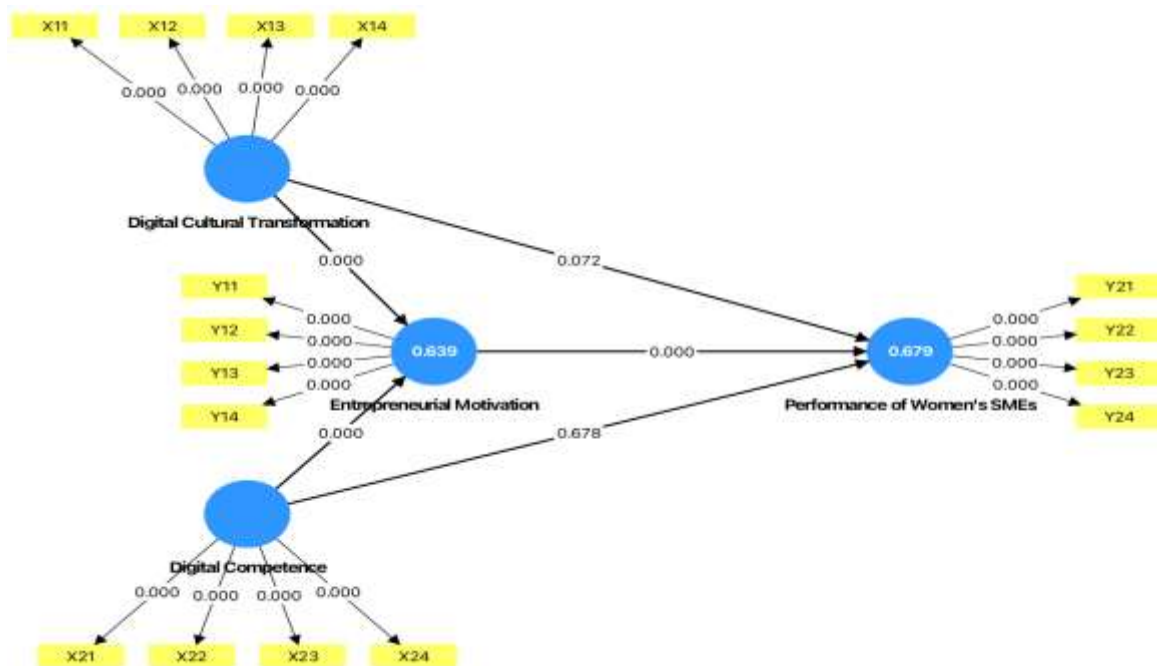 X11 X12 X13 X14
0.000 0.000 0.000 0.000
Digital Cultural Transformation
0.000 0.072
Y11 0.000
Y12 0.000
Y13 0.000
Y14 0.000
0.639
Entrepreneurial Motivation
0.000
0.679
Performance of Women's SMEs
Y21 0.000
Y22 0.000
Y23 0.000
Y24 0.000
0.000 0.678
Digital Competence
0.000 0.000 0.000 0.000
X21 X22 X23 X24